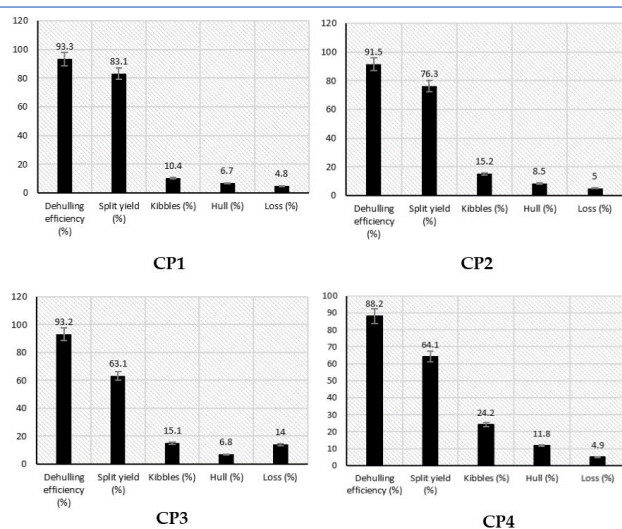 120
100
80
60
40
20
0
93.3
83.1
10.4
6.7
4.8
Dehulling efficiency (%)
Split yield (%)
Kibbles (%)
Hull (%)
Loss (%)
CP1
120
100
80
60
40
20
0
91.5
76.3
15.2
8.5
5
Dehulling efficiency (%)
Split yield (%)
Kibbles (%)
Hull (%)
Loss (%)
CP2
120
100
80
60
40
20
0
93.2
63.1
15.1
6.8
14
Dehulling
efficiency
(%)
Split yield
(%)
Kibbles (%)
Hull (%)
Loss (%)
CP3
100
90
80
70
60
50
40
30
20
10
0
88.2
64.1
24.2
11.8
4.9
Dehulling
efficiency
(%)
Split yield
(%)
Kibbles (%)
Hull (%)
Loss (%)
CP4